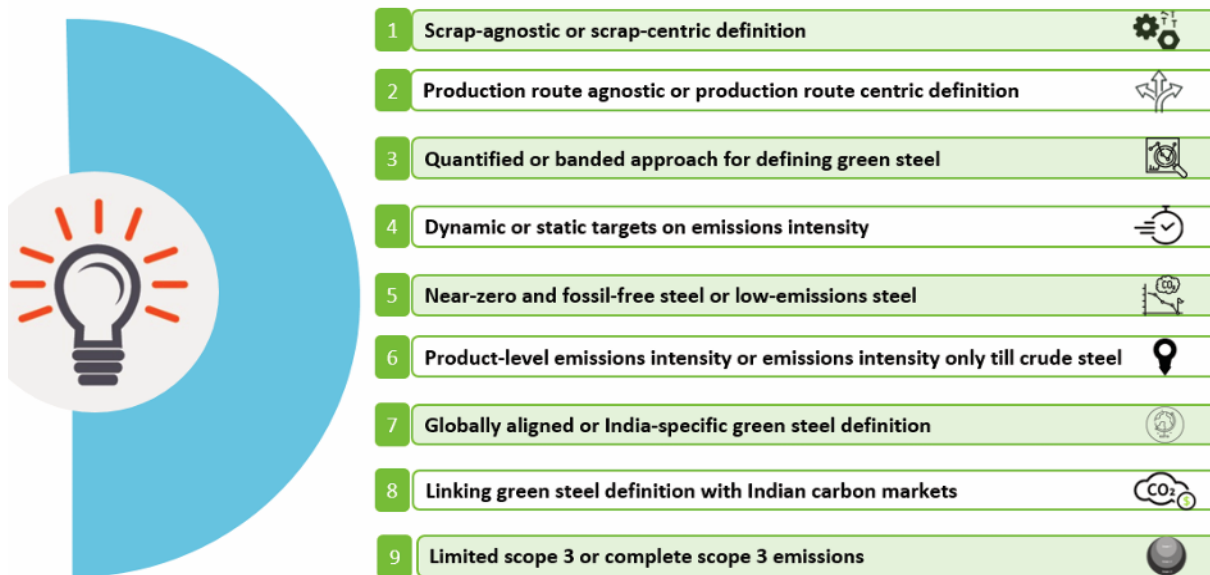 1 Scrap-agnostic or scrap-centric definition
2 Production route agnostic or production route centric definition
3 Quantified or banded approach for defining green steel
4 Dynamic or static targets on emissions intensity
5 Near-zero and fossil-free steel or low-emissions steel
CO₂
6 Product-level emissions intensity or emissions intensity only till crude steel
7 Globally aligned or India-specific green steel definition
8 Linking green steel definition with Indian carbon markets
CO₂ $
9 Limited scope 3 or complete scope 3 emissions